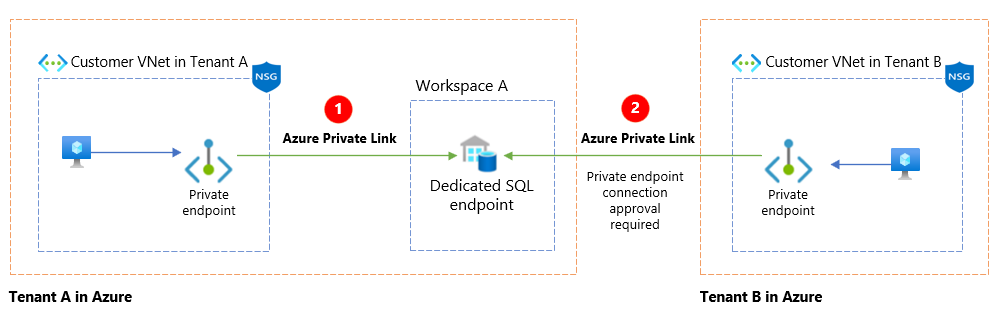 Customer VNet in Tenant A
NSG
Private
endpoint
1
Azure Private Link
Workspace A
Dedicated SQL
endpoint
2
Azure Private Link
Private endpoint
connection
approval
required
Customer VNet in Tenant B
NSG
Private
endpoint
Tenant A in Azure
Tenant B in Azure